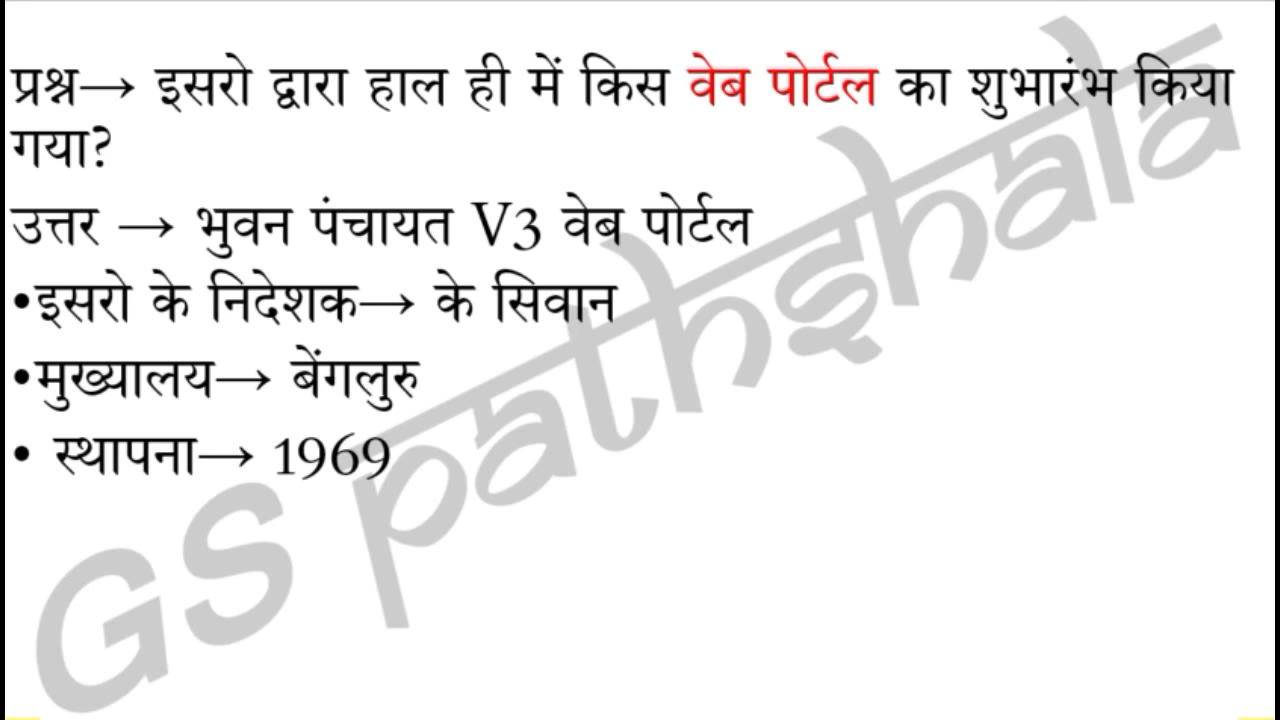 प्रश्न→ इसरो द्वारा हाल ही में किस वेब पोर्टल का शुभारंभ किया
गया?
उत्तर → भुवन पंचायत V3 वेब पोर्टल
•इसरो के निदेशक→ के सिवान
•मुख्यालय→ बेंगलुरु
• स्थापना→ 1969
GS pathshala